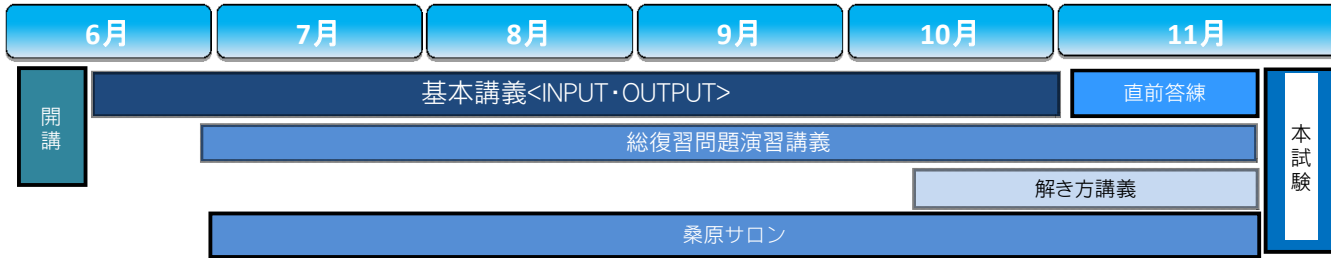 6月 7月 8月 9月 10月 11月
開講
基本講義<INPUT・OUTPUT>
直前答練
総復習問題演習講義
解き方講義
桑原サロン
本試験